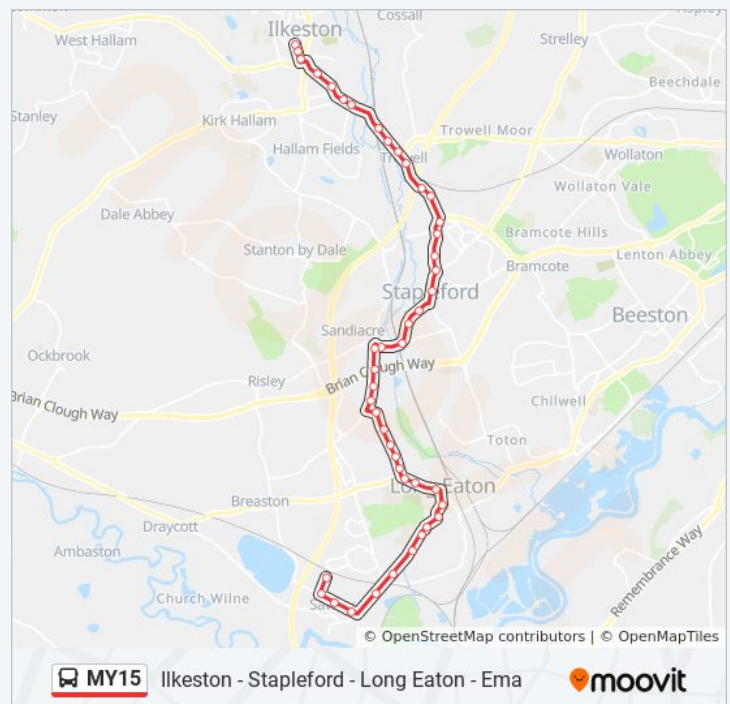 Cossall
Ilkeston
West Hallam
Strelley
Beechdale
Stanley
Kirk Hallam
Trowell Moor
Hallam Fields
Wollaton
Wollaton Vale
Dale Abbey
Bramcote Hills
Stanton by Dale
Lenton Abbey
Bramcote
Stapleford
Beeston
Sandiacre
Ockbrook
Brian Clough Way
Risley
Brian Clough Way
Chilwell
Toton
Long Eaton
Breaston
Draycott
Ambaston
Remembrance Way
Church Wilne
© OpenStreetMap contributors | © OpenMapTiles
MY15 Ilkeston - Stapleford - Long Eaton - Ema
moovit